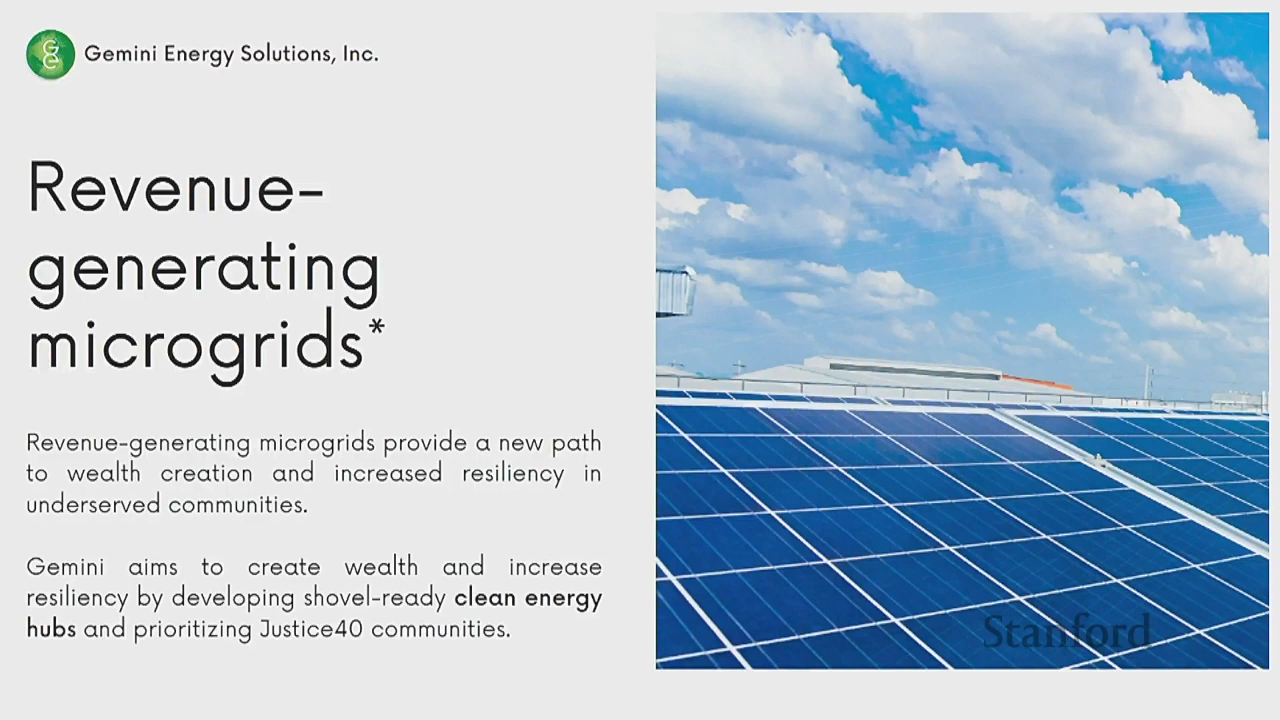 Gemini Energy Solutions, Inc.
Revenue-
generating
microgrids*
Revenue-generating microgrids provide a new path
to wealth creation and increased resiliency in
underserved communities.
Gemini aims to create wealth and increase
resiliency by developing shovel-ready clean energy
hubs and prioritizing Justice40 communities.
Stanford